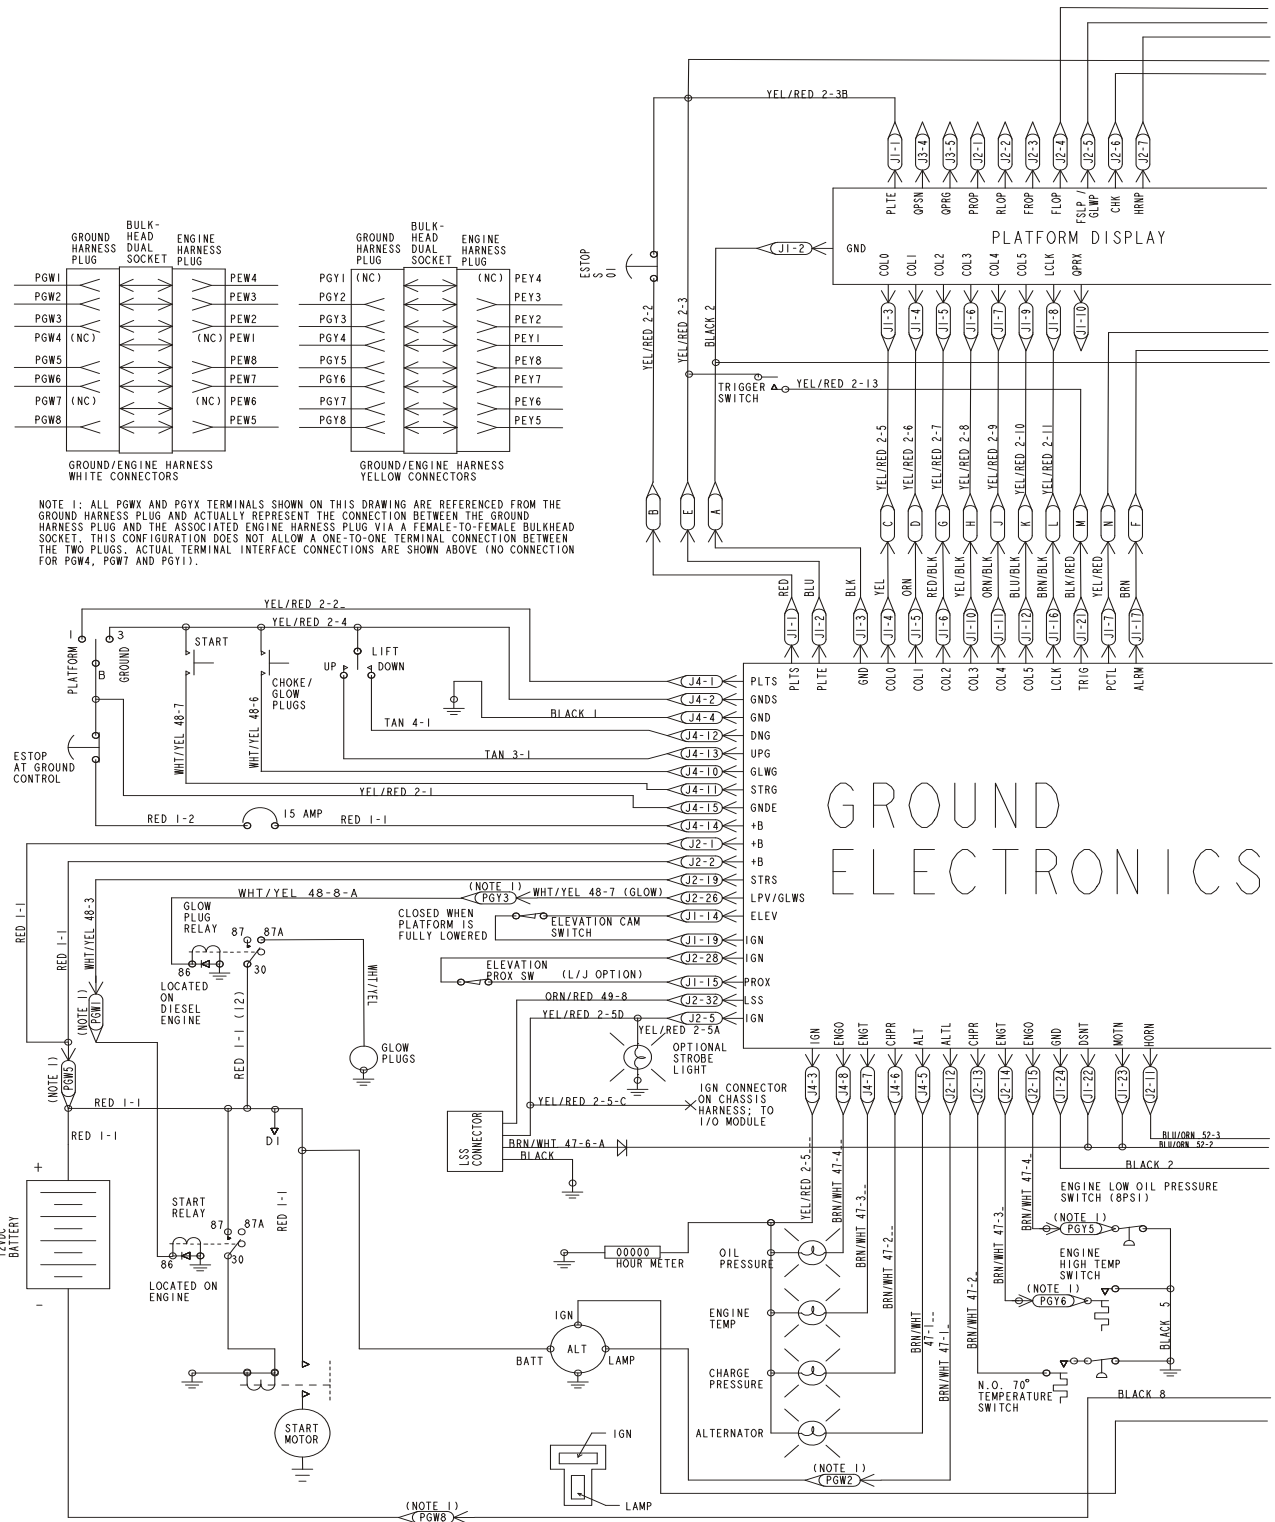 YEL/RED 2-3B
J1-1
J3-4
J3-5
J2-1
J2-2
J2-3
J2-4
J2-5
J2-6
J2-7
PLTE
QPSN
QPRG
PROP
RLOP
FROP
FLOP
FSLP /
GLWP
CHK
HRNP
PLATFORM DISPLAY
J1-2
GND
COL0
COL1
COL2
COL3
COL4
COL5
LCLK
QPRX
J1-3
J1-4
J1-5
J1-6
J1-7
J1-9
J1-8
J1-10
ESTOP
S
01
YEL/RED 2-2
YEL/RED 2-3
BLACK 2
TRIGGER
SWITCH
YEL/RED 2-13
YEL/RED 2-5
YEL/RED 2-6
YEL/RED 2-7
YEL/RED 2-8
YEL/RED 2-9
YEL/RED 2-10
YEL/RED 2-11
GROUND
HARNESS
PLUG
BULK-
HEAD
DUAL
SOCKET
ENGINE
HARNESS
PLUG
PGW1
PEW4
PGW2
PEW3
PGW3
PEW2
PGW4 (NC)
(NC) PEW1
PGW5
PEW8
PGW6
PEW7
PGW7 (NC)
(NC) PEW6
PGW8
PEW5
GROUND/ENGINE HARNESS
WHITE CONNECTORS
GROUND
HARNESS
PLUG
BULK-
HEAD
DUAL
SOCKET
ENGINE
HARNESS
PLUG
PGY1 (NC)
(NC) PEY4
PGY2
PEY3
PGY3
PEY2
PGY4
PEY1
PGY5
PEY8
PGY6
PEY7
PGY7
PEY6
PGY8
PEY5
GROUND/ENGINE HARNESS
YELLOW CONNECTORS
NOTE 1: ALL PGWX AND PGYX TERMINALS SHOWN ON THIS DRAWING ARE REFERENCED FROM THE
GROUND HARNESS PLUG AND ACTUALLY REPRESENT THE CONNECTION BETWEEN THE GROUND
HARNESS PLUG AND THE ASSOCIATED ENGINE HARNESS PLUG VIA A FEMALE-TO-FEMALE BULKHEAD
SOCKET. THIS CONFIGURATION DOES NOT ALLOW A ONE-TO-ONE TERMINAL CONNECTION BETWEEN
THE TWO PLUGS. ACTUAL TERMINAL INTERFACE CONNECTIONS ARE SHOWN ABOVE (NO CONNECTION
FOR PGW4, PGW7 AND PGY1).
B
E
A
C
D
G
H
J
K
L
M
N
F
RED
BLU
BLK
YEL
ORN
RED/BLK
YEL/BLK
ORN/BLK
BLU/BLK
BRN/BLK
BLK/RED
YEL/RED
BRN
J1-1
J1-2
J1-3
J1-4
J1-5
J1-6
J1-10
J1-11
J1-12
J1-16
J1-21
J1-7
J1-17
PLTS
PLTE
GND
COL0
COL1
COL2
COL3
COL4
COL5
LCLK
TRIG
PCTL
ALRM
GROUND
ELECTRONICS
YEL/RED 2-2_
YEL/RED 2-4
1
3
PLATFORM
B
GROUND
START
CHOKE/
GLOW
PLUGS
LIFT
UP
DOWN
WHT/YEL 48-7
WHT/YEL 48-6
BLACK 1
TAN 4-1
TAN 3-1
YEL/RED 2-1
ESTOP
AT GROUND
CONTROL
RED 1-2
15 AMP
RED 1-1
J4-1 PLTS
J4-2 GNDS
J4-4 GND
J4-12 DNG
J4-13 UPG
J4-10 GLWG
J4-11 STRG
J4-15 GNDE
J4-14 +B
J2-1 +B
J2-2 +B
J2-19 STRS
J2-26 LPV/GLWS
J1-14 ELEV
J1-19 IGN
J2-28 IGN
J1-15 PROX
J2-32 LSS
J2-5 IGN
WHT/YEL 48-8-A
(NOTE 1)
PGY3
WHT/YEL 48-7 (GLOW)
CLOSED WHEN
PLATFORM IS
FULLY LOWERED
ELEVATION CAM
SWITCH
ELEVATION
PROX SW
(L/J OPTION)
ORN/RED 49-8
YEL/RED 2-5D
YEL/RED 2-5A
OPTIONAL
STROBE
LIGHT
RED 1-1
RED 1-1
WHT/YEL 48-3
(NOTE 1)
PGW1
(NOTE 1)
PGW5
GLOW
PLUG
RELAY
87
87A
86
30
LOCATED
ON
DIESEL
ENGINE
RED 1-1 (12)
WHT/YEL
GLOW
PLUGS
RED 1-1
RED 1-1
D1
YEL/RED 2-5-C
IGN CONNECTOR
ON CHASSIS
HARNESS; TO
I/O MODULE
LSS
CONNECTOR
BRN/WHT 47-6-A
BLACK
+
12VDC
BATTERY
-
START
RELAY
87
87A
86
30
LOCATED ON
ENGINE
RED 1-1
START
MOTOR
IGN
BATT
ALT
LAMP
IGN
LAMP
(NOTE 1)
PGW8
(NOTE 1)
PGW2
00000
HOUR METER
OIL
PRESSURE
ENGINE
TEMP
CHARGE
PRESSURE
ALTERNATOR
IGN
ENGO
ENGT
CHPR
ALT
ALTL
CHPR
ENGT
ENGO
GND
DSNT
MOTN
HORN
J4-3
J4-8
J4-7
J4-6
J4-5
J2-12
J2-13
J2-14
J2-15
J1-24
J1-22
J1-23
J2-11
YEL/RED 2-5__
BRN/WHT 47-4_
BRN/WHT 47-3__
BRN/WHT 47-2__
BRN/WHT
47-1__
BRN/WHT 47-1_
BRN/WHT 47-2_
BRN/WHT 47-3_
BRN/WHT 47-4_
BLU/ORN 52-3
BLU/ORN 52-2
BLACK 2
ENGINE LOW OIL PRESSURE
SWITCH (8PSI)
(NOTE 1)
PGY5
ENGINE
HIGH TEMP
SWITCH
(NOTE 1)
PGY6
BLACK 5
N.O. 70°
TEMPERATURE
SWITCH
BLACK 8